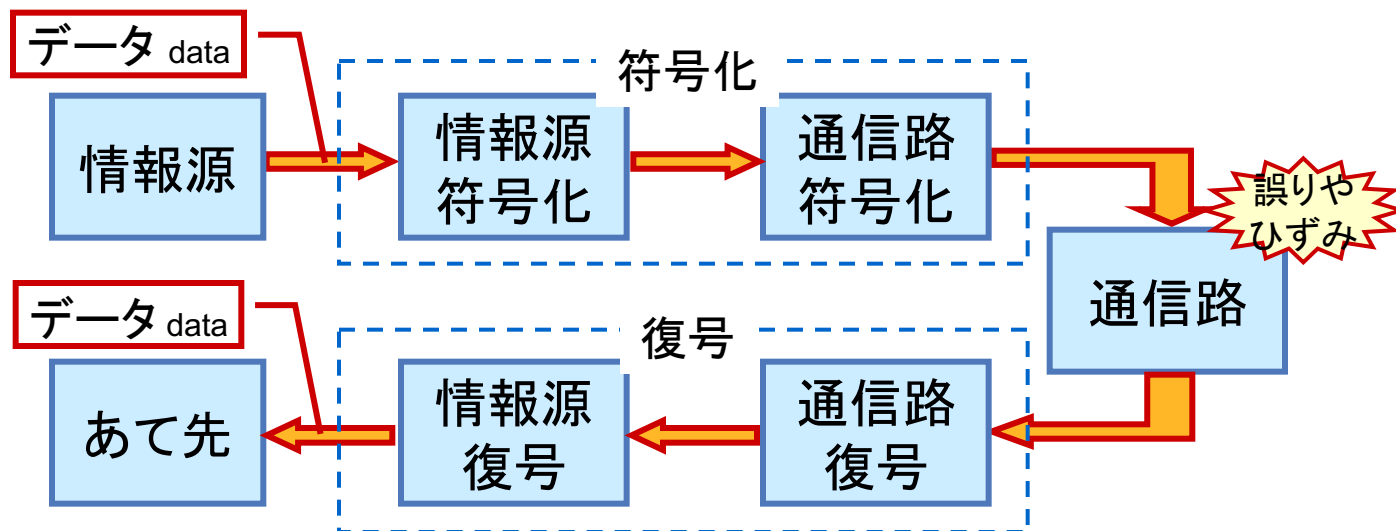 データ data
符号化
情報源
情報源
符号化
通信路
符号化
誤りや
ひずみ
通信路
データ data
復号
あて先
情報源
復号
通信路
復号